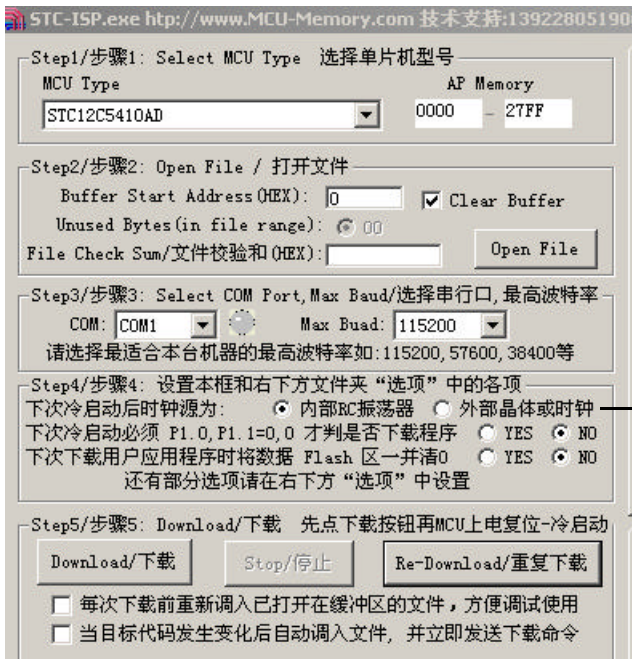 STC-ISP.exe htp://www.MCU-Memory.com 技术支持:13922805190
Step1/步骤1: Select MCU Type 选择单片机型号
MCU Type AP Memory
STC12C5410AD 0000 - 27FF
Step2/步骤2: Open File / 打开文件
Buffer Start Address(HEX): 0 Clear Buffer
Unused Bytes(in file range): 00
File Check Sum/文件校验和(HEX): Open File
Step3/步骤3: Select COM Port,Max Baud/选择串行口,最高波特率
COM: COM1 Max Buad: 115200
请选择最适合本台机器的最高波特率如:115200,57600,38400等
Step4/步骤4: 设置本框和右下方文件夹“选项”中的各项
下次冷启动后时钟源为: 内部RC振荡器 外部晶体或时钟
下次冷启动必须 P1.0,P1.1=0,0 才判是否下载程序 YES NO
下次下载用户应用程序时将数据 Flash 区一并清0 YES NO
还有部分选项请在右下方“选项”中设置
Step5/步骤5: Download/下载 先点下载按钮再MCU上电复位-冷启动
Download/下载 Stop/停止 Re-Download/重复下载
每次下载前重新调入已打开在缓冲区的文件,方便调试使用
当目标代码发生变化后自动调入文件, 并立即发送下载命令